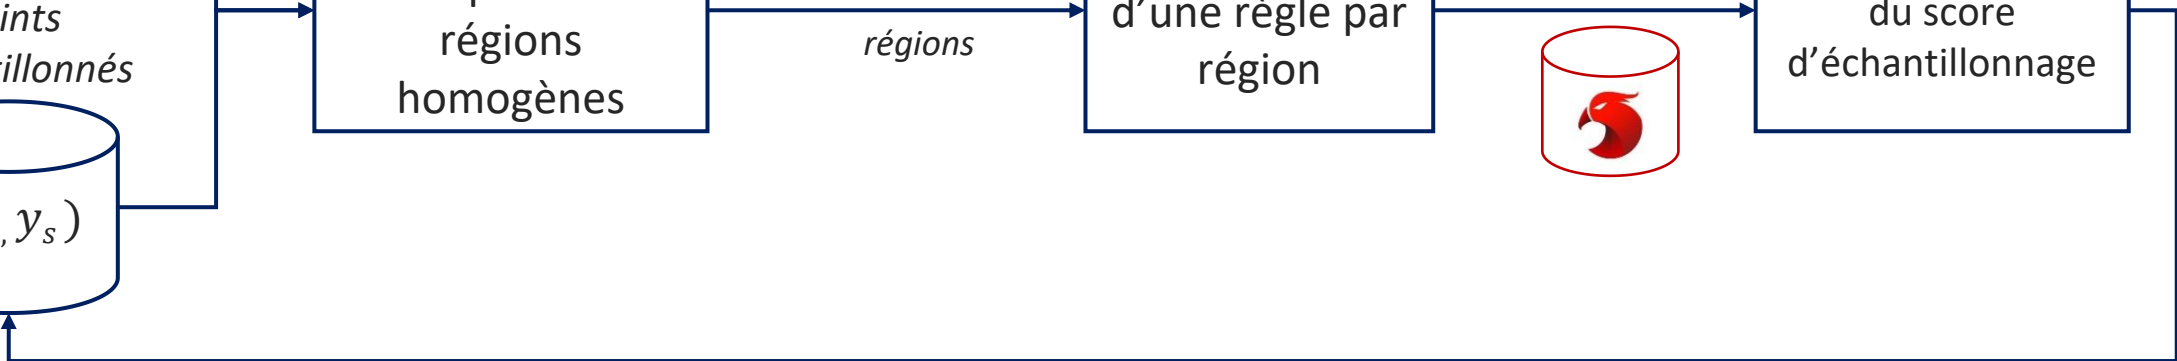 ints
illonnés
, yₛ)
régions
homogènes
régions
d'une règle par
région
du score
d'échantillonnage